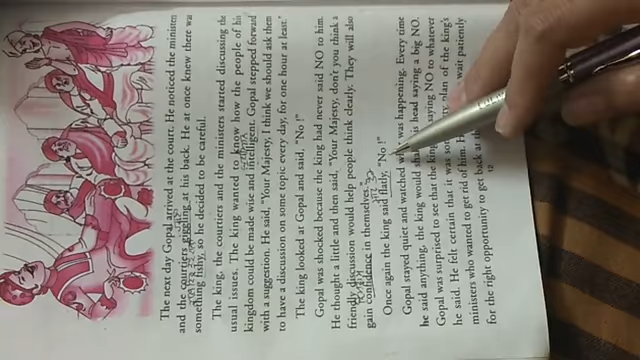 The next day Gopal arrived at the court. He noticed the ministers
and the courtiers giggling at his back. He at once knew there was
something fishy, so he decided to be careful.
The king, the courtiers and the ministers started discussing the
usual issues. The king wanted to know how the people of his
kingdom could be made wise and intelligent. Gopal stepped forward
with a suggestion. He said, "Your Majesty, I think we should ask them
to have a discussion on some topic every day, for one hour at least."
The king looked at Gopal and said, "No!"
Gopal was shocked because the king had never said NO to him.
He thought a little and then said, "Your Majesty, don't you think a
friendly discussion would help people think clearly. They will also
gain confidence in themselves."
Once again the king said flatly, "No!"
Gopal stayed quiet and watched was happening. Every time
he said anything, the king would his head saying a big NO.
Gopal was surprised to see that the king saying NO to whatever
he said. He felt certain that it was plan of the king's
ministers who wanted to get rid of him. wait patiently
for the right opportunity to get back at
12